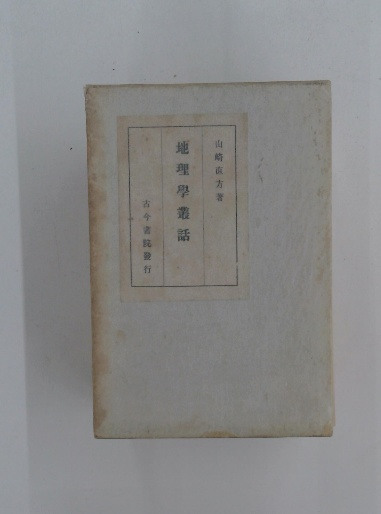 山崎直方著
地理學叢話
古今書院發行